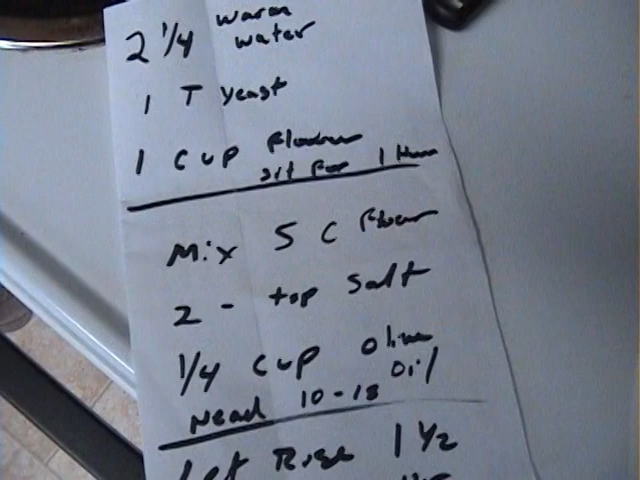 2 1/4 warm water
1 T Yeast
1 cup flour
sit for 1 Hour
Mix 5 C flour
2 - tsp Salt
1/4 cup Olive Oil
Nead 10-15
Let Rise 1 1/2